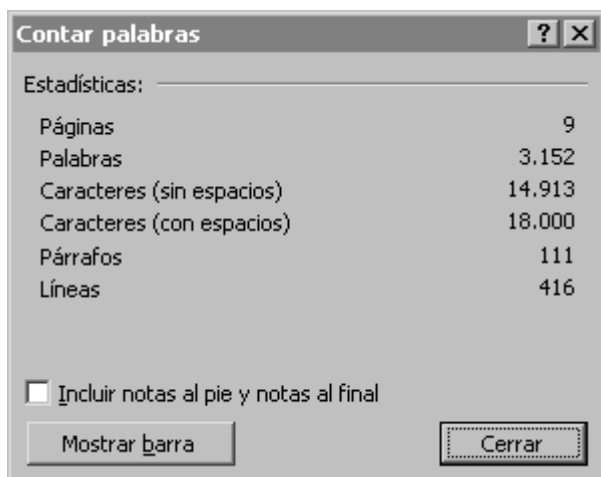 Contar palabras
Estadísticas:
Páginas 9
Palabras 3.152
Caracteres (sin espacios) 14.913
Caracteres (con espacios) 18.000
Párrafos 111
Líneas 416
Incluir notas al pie y notas al final
Mostrar barra Cerrar